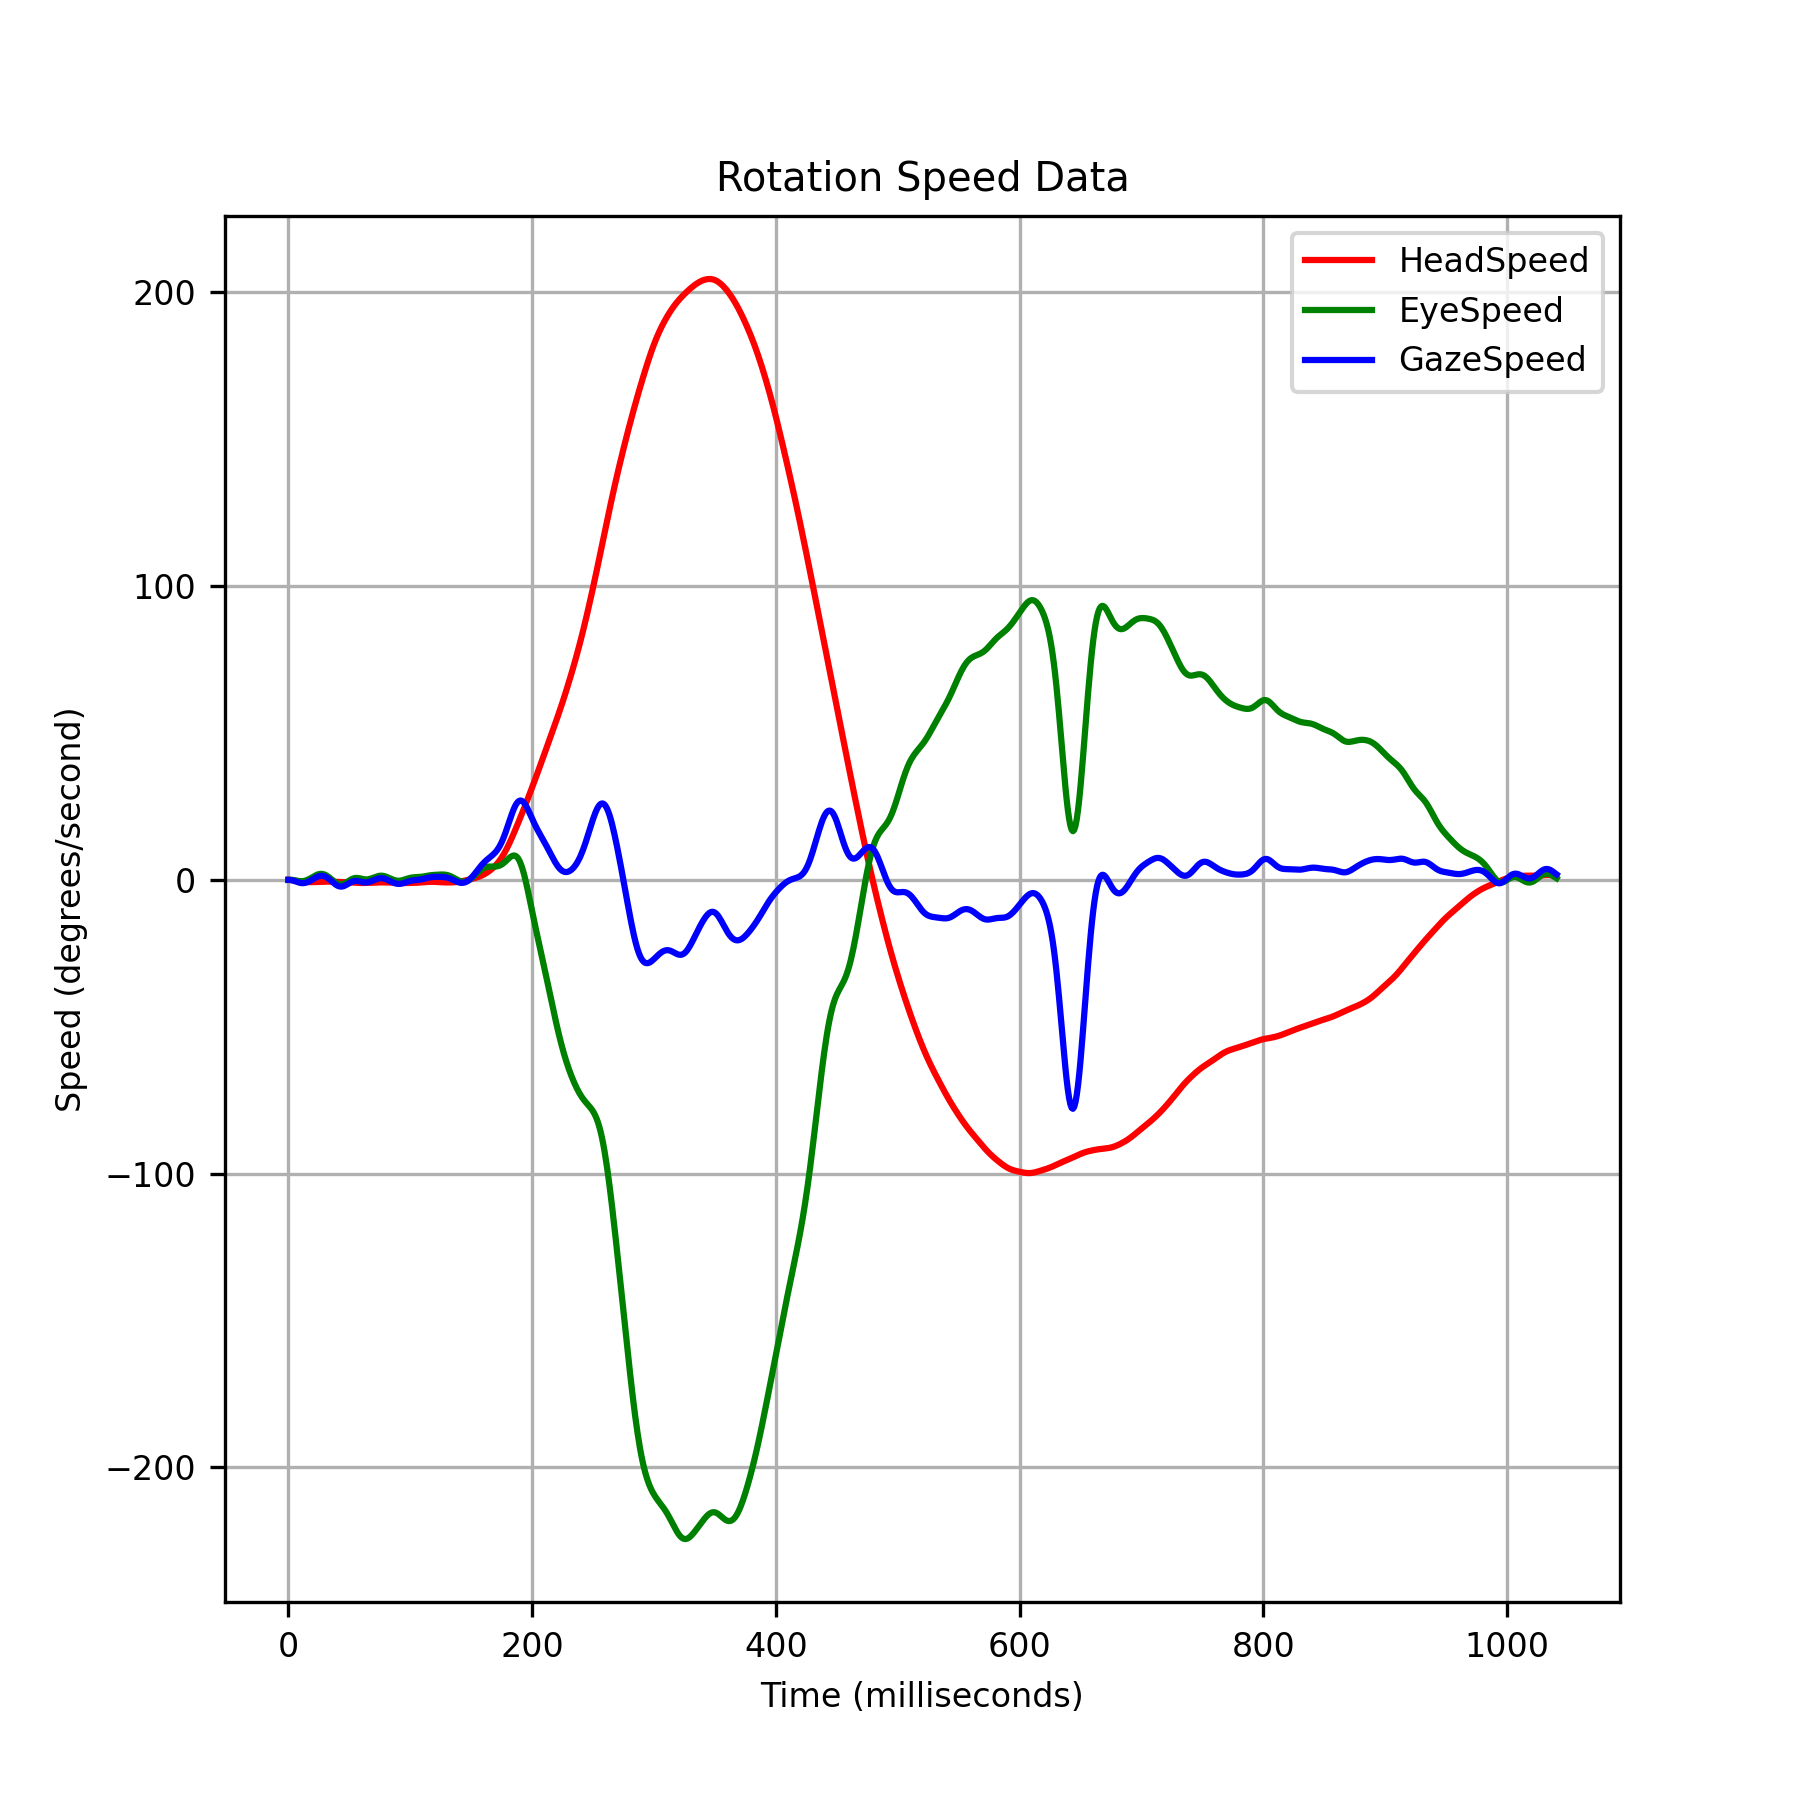 Rotation Speed Data
HeadSpeed
EyeSpeed
GazeSpeed
200
100
0
−100
−200
Speed (degrees/second)
0 200 400 600 800 1000
Time (milliseconds)